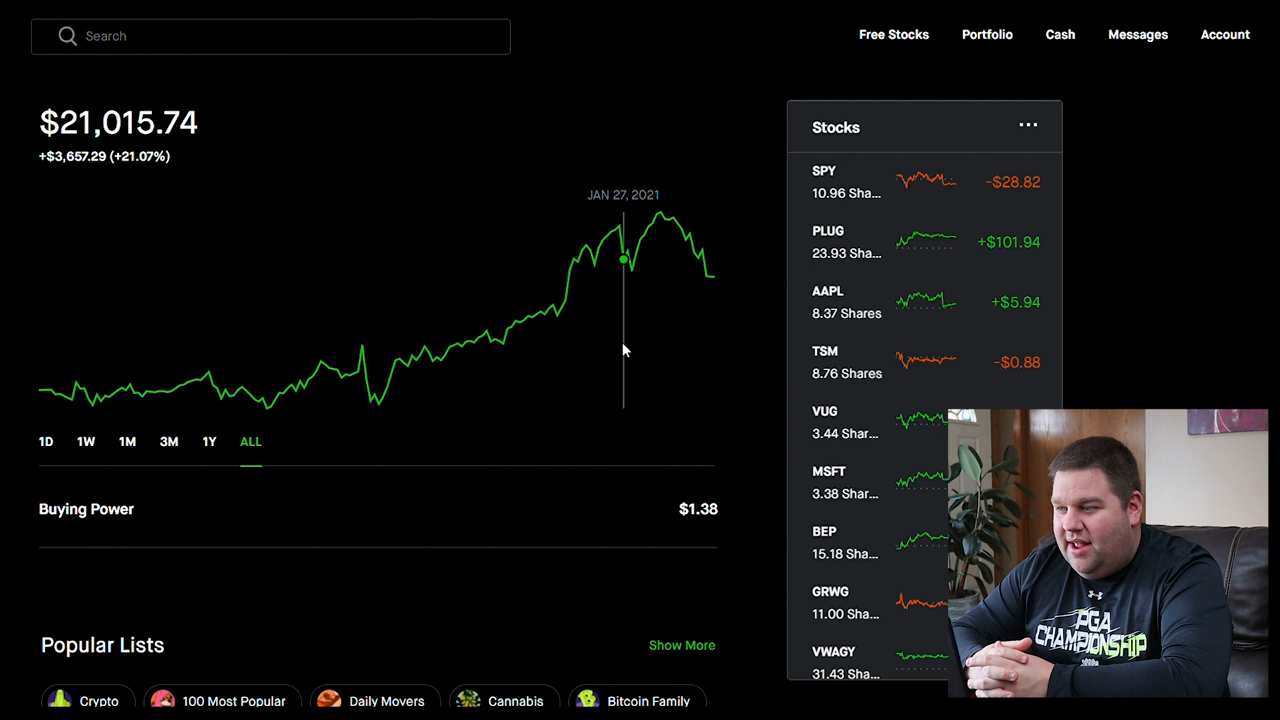 Search
Free Stocks
Portfolio
Cash
Messages
Account
$21,015.74
+$3,657.29 (+21.07%)
JAN 27, 2021
1D
1W
1M
3M
1Y
ALL
Buying Power
$1.38
Popular Lists
Show More
Crypto
100 Most Popular
Daily Movers
Cannabis
Bitcoin Family
Stocks
SPY
10.96 Sha...
-$28.82
PLUG
23.93 Sha...
+$101.94
AAPL
8.37 Shares
+$5.94
TSM
8.76 Shares
-$0.88
VUG
3.44 Shar...
MSFT
3.38 Shar...
BEP
15.18 Sha...
GRWG
11.00 Sha...
VWAGY
31.43 Sha...
PGA
CHAMPIONSHIP